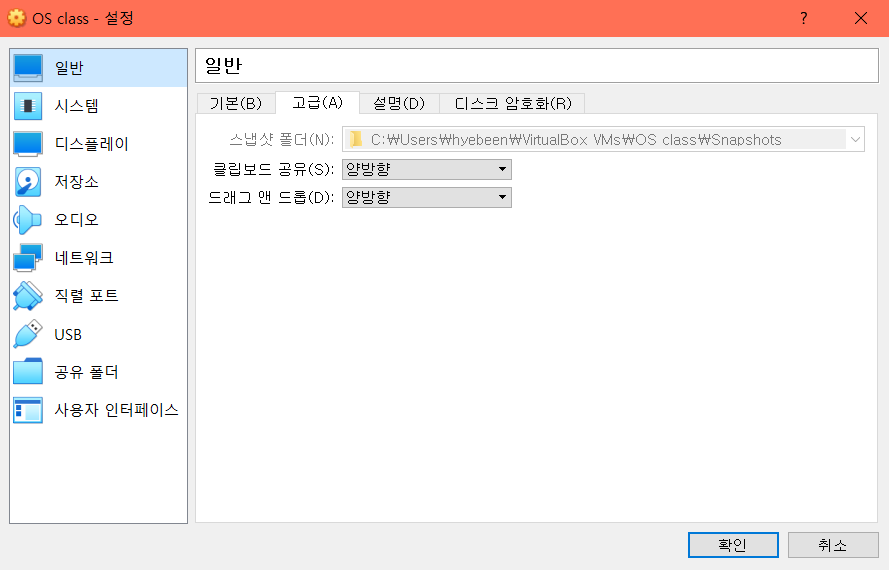 OS class - 설정
?
일반
시스템
디스플레이
저장소
오디오
네트워크
직렬 포트
USB
공유 폴더
사용자 인터페이스
일반
기본(B) 고급(A) 설명(D) 디스크 암호화(R)
스냅샷 폴더(N): C:₩Users₩hyebeen₩VirtualBox VMs₩OS class₩Snapshots
클립보드 공유(S): 양방향
드래그 앤 드롭(D): 양방향
확인 취소